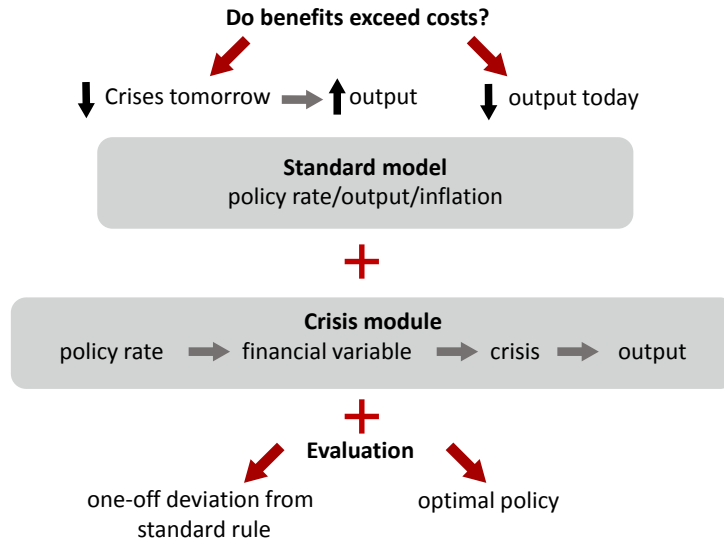 Do benefits exceed costs?
Crises tomorrow output output today
Standard model
policy rate/output/inflation
+
Crisis module
policy rate financial variable crisis output
+
Evaluation
one-off deviation from optimal policy
standard rule